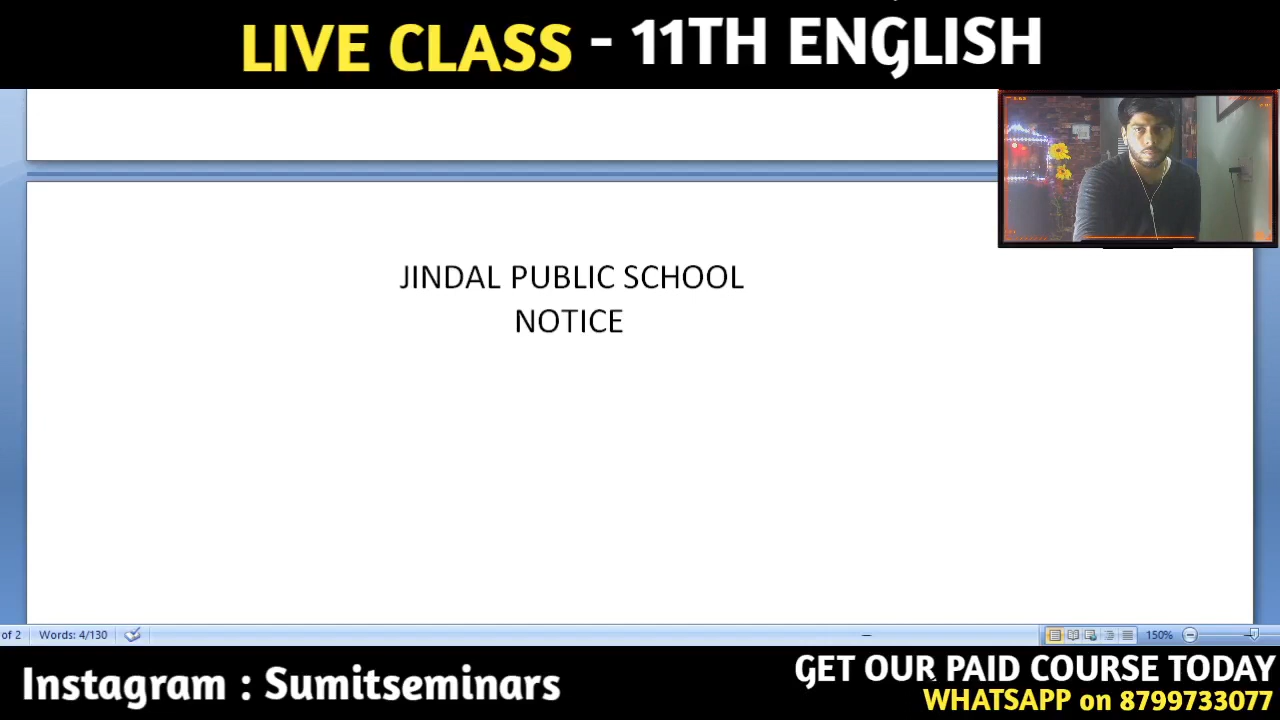 LIVE CLASS - 11TH ENGLISH
JINDAL PUBLIC SCHOOL
NOTICE
of 2 Words: 4/130 150%
Instagram : Sumitseminars
GET OUR PAID COURSE TODAY
WHATSAPP on 8799733077